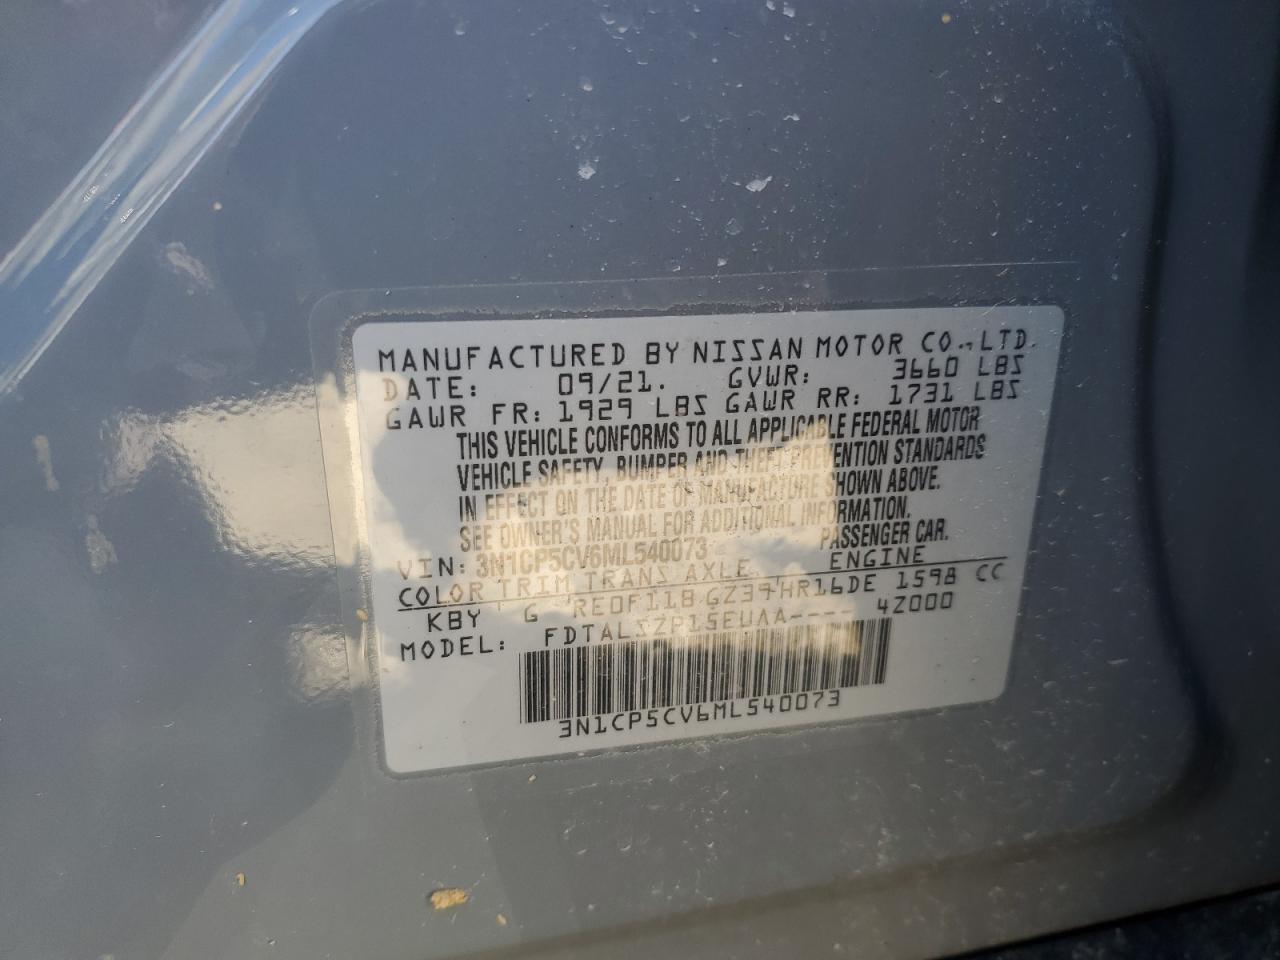 MANUFACTURED BY NISSAN MOTOR CO., LTD.
DATE: 09/21. GVWR: 3660 LBS
GAWR FR: 1929 LBS GAWR RR: 1731 LBS
THIS VEHICLE CONFORMS TO ALL APPLICABLE FEDERAL MOTOR
VEHICLE SAFETY, BUMPER AND THEFT PREVENTION STANDARDS
IN EFFECT ON THE DATE OF MANUFACTURE SHOWN ABOVE.
SEE OWNER'S MANUAL FOR ADDITIONAL INFORMATION.
VIN: 3N1CP5CV6ML540073 PASSENGER CAR.
COLOR TRIM TRANS AXLE ENGINE
KBY G RE0F11B GZ39 HR16DE 1598 CC
MODEL: FDTALSZP15EUAA---- 4Z000
3N1CP5CV6ML540073